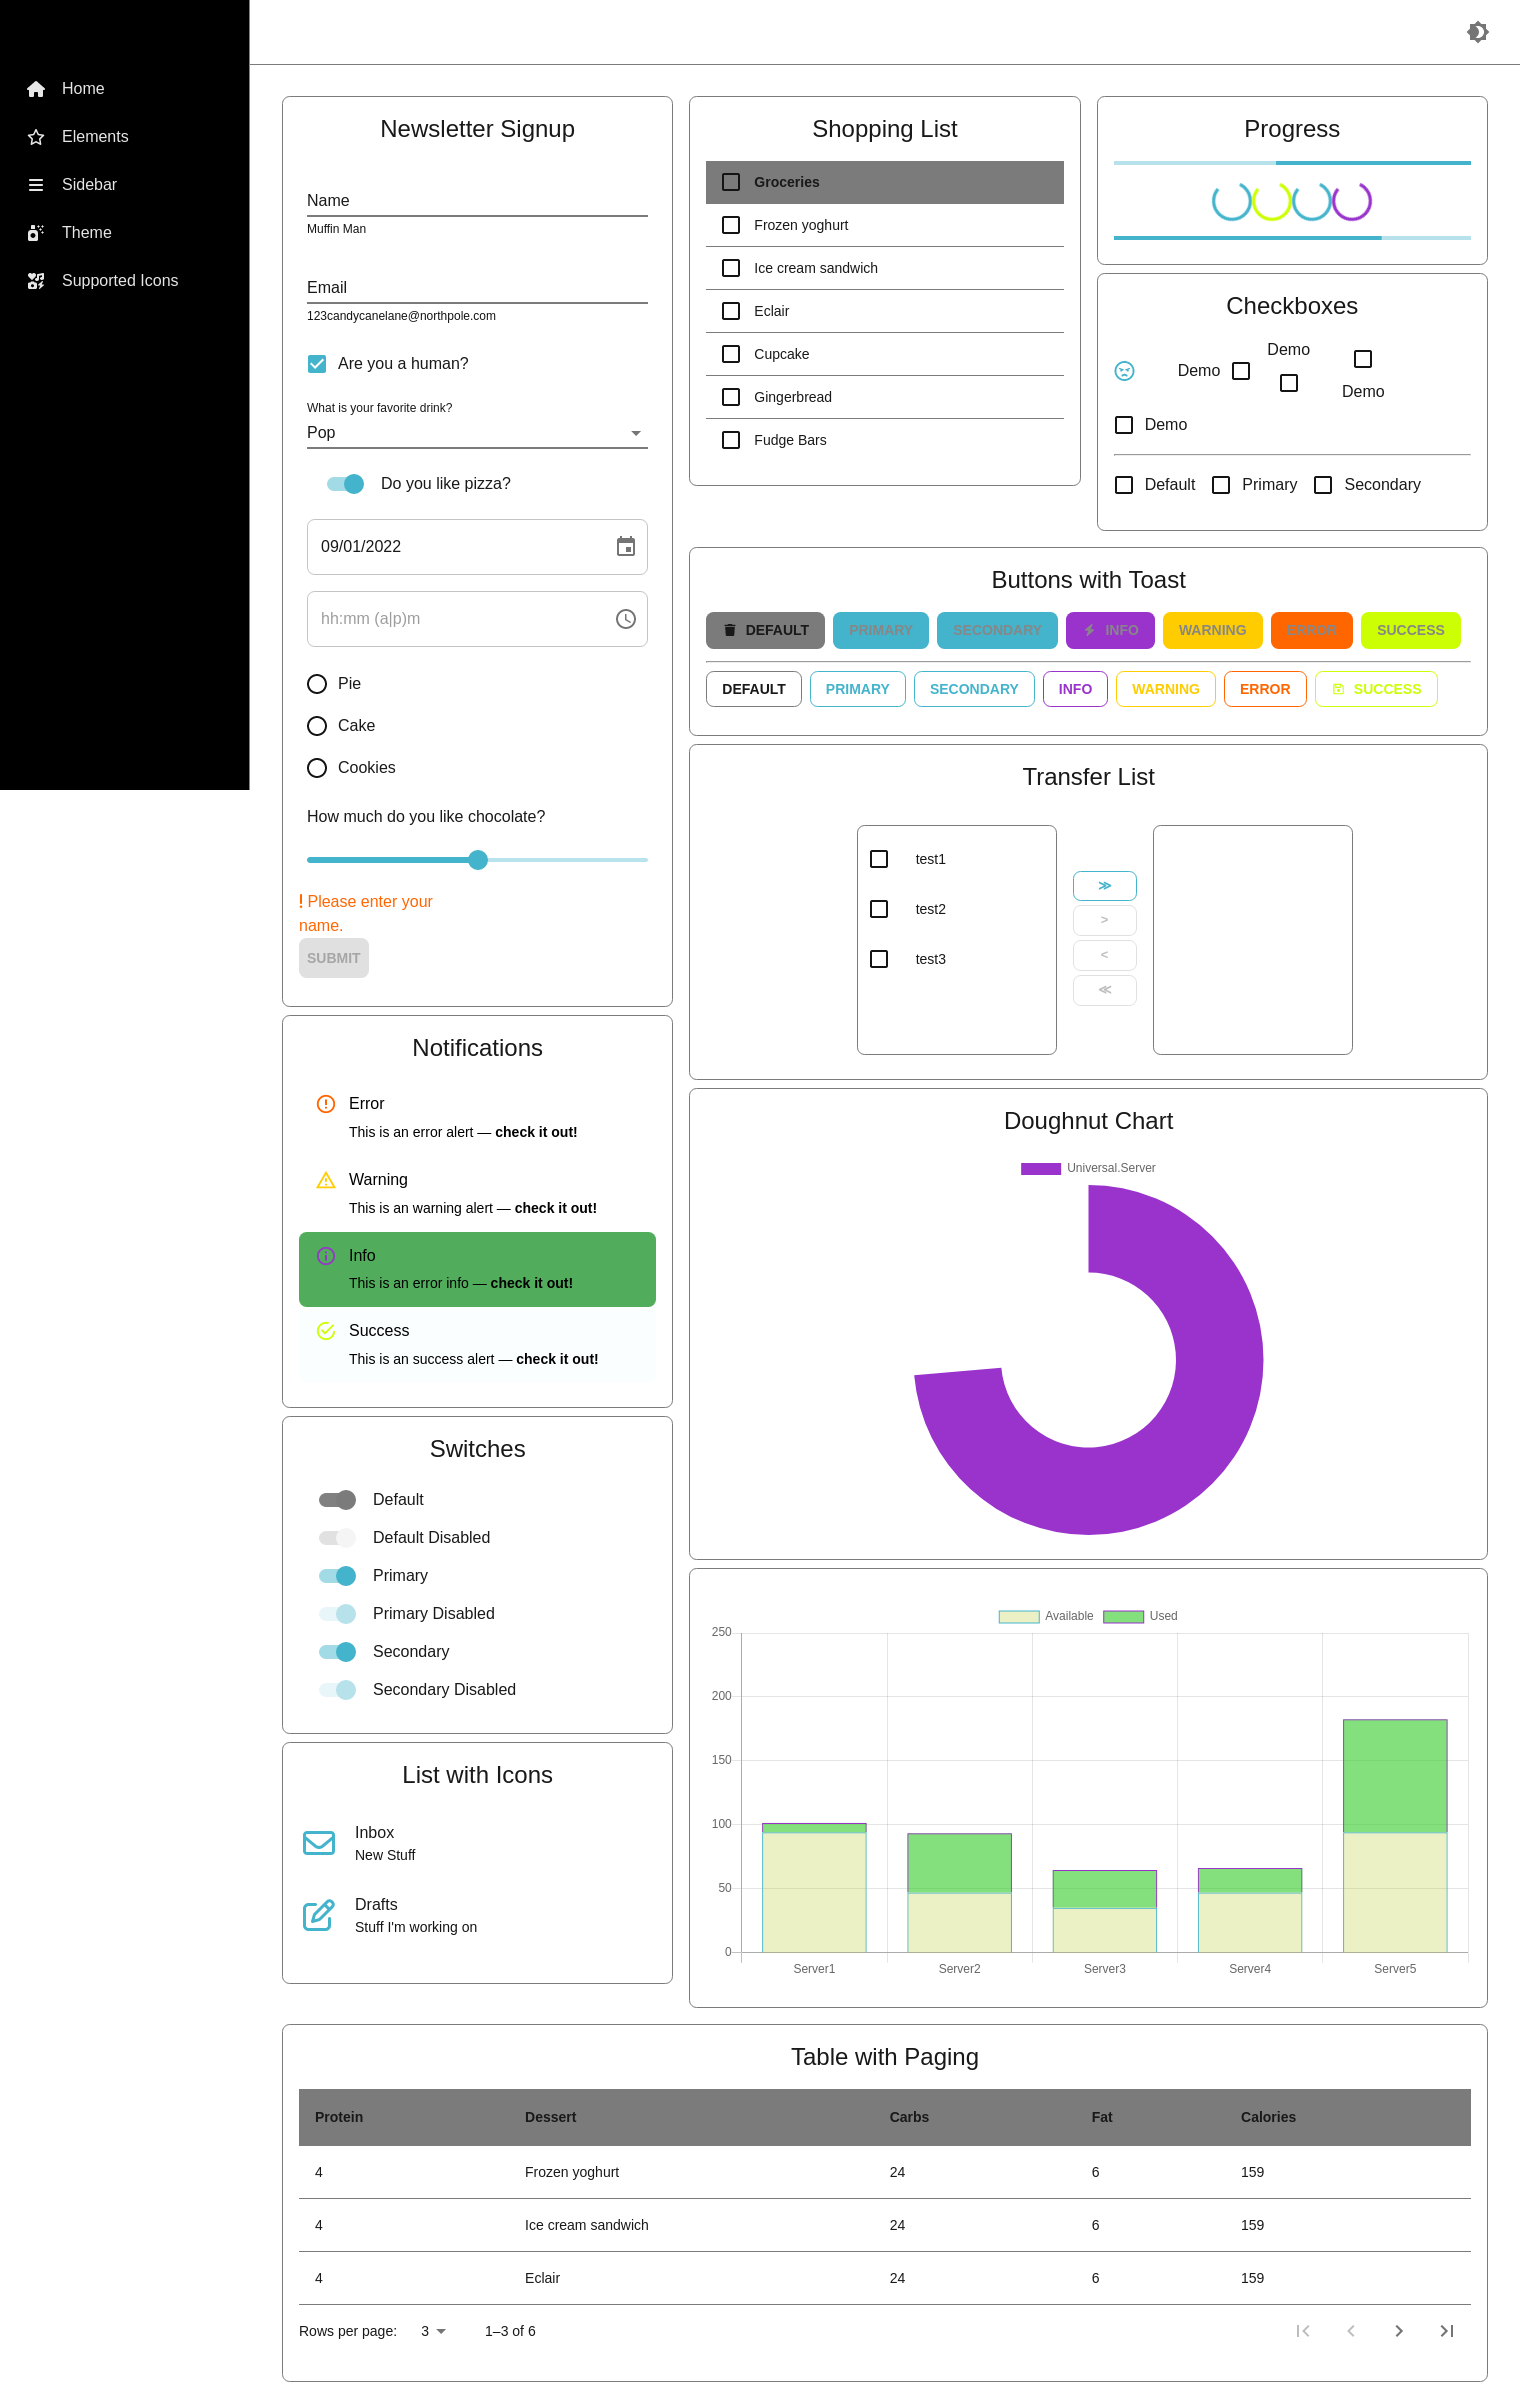 Home
Elements
Sidebar
Theme
Supported Icons
Newsletter Signup
Name
Muffin Man
Email
123candycanelane@northpole.com
Are you a human?
What is your favorite drink?
Pop
Do you like pizza?
09/01/2022
hh:mm (a|p)m
Pie
Cake
Cookies
How much do you like chocolate?
! Please enter your
name.
SUBMIT
Notifications
Error
This is an error alert — check it out!
Warning
This is an warning alert — check it out!
Info
This is an error info — check it out!
Success
This is an success alert — check it out!
Switches
Default
Default Disabled
Primary
Primary Disabled
Secondary
Secondary Disabled
List with Icons
Inbox
New Stuff
Drafts
Stuff I'm working on
Shopping List
Groceries
Frozen yoghurt
Ice cream sandwich
Eclair
Cupcake
Gingerbread
Fudge Bars
Progress
Checkboxes
Demo
Demo
Demo
Demo
Default Primary Secondary
Buttons with Toast
DEFAULT PRIMARY SECONDARY INFO WARNING ERROR SUCCESS
DEFAULT PRIMARY SECONDARY INFO WARNING ERROR SUCCESS
Transfer List
test1
test2
test3
≫
>
<
≪
Doughnut Chart
Universal.Server
Available Used
250
200
150
100
50
0
Server1 Server2 Server3 Server4 Server5
Table with Paging
Protein Dessert Carbs Fat Calories
4 Frozen yoghurt 24 6 159
4 Ice cream sandwich 24 6 159
4 Eclair 24 6 159
Rows per page: 3 1–3 of 6